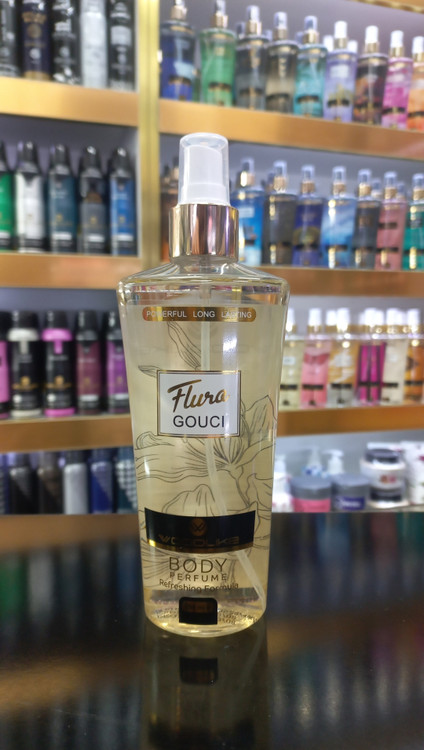 POWERFUL LONG LASTING
Flura
GOUCI
BODY
PERFUME
Refreshing Formula